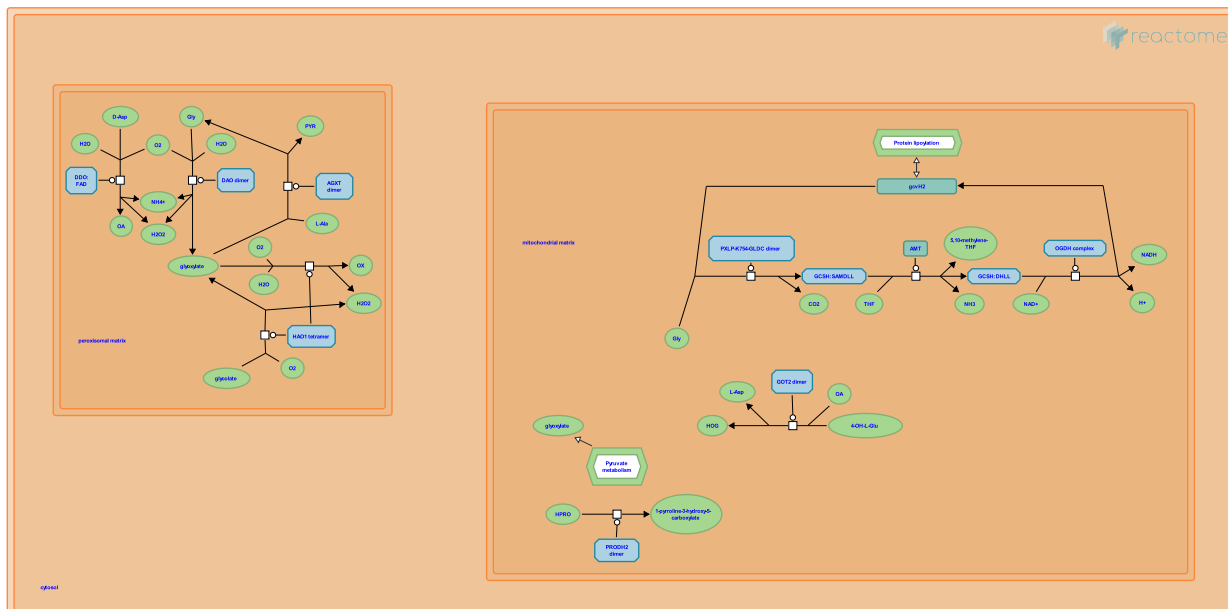 reactome
D-Asp
Gly
PYR
H2O
O2
H2O
DDO:
FAD
DAO dimer
AGXT
dimer
NH4+
OA
H2O2
L-Ala
glyoxylate
O2
H2O
OX
H2O2
HAO1 tetramer
peroxisomal matrix
glycolate
O2
Protein lipoylation
gcvH2
mitochondrial matrix
PXLP-K754-GLDC dimer
AMT
5,10-methylene-
THF
OGDH complex
NADH
GCSH:SAMDLL
GCSH:DHLL
CO2
THF
NH3
NAD+
H+
Gly
GOT2 dimer
L-Asp
OA
HOG
4-OH-L-Glu
glyoxylate
Pyruvate
metabolism
HPRO
1-pyrroline-3-hydroxy-5-
carboxylate
PRODH2
dimer
cytosol